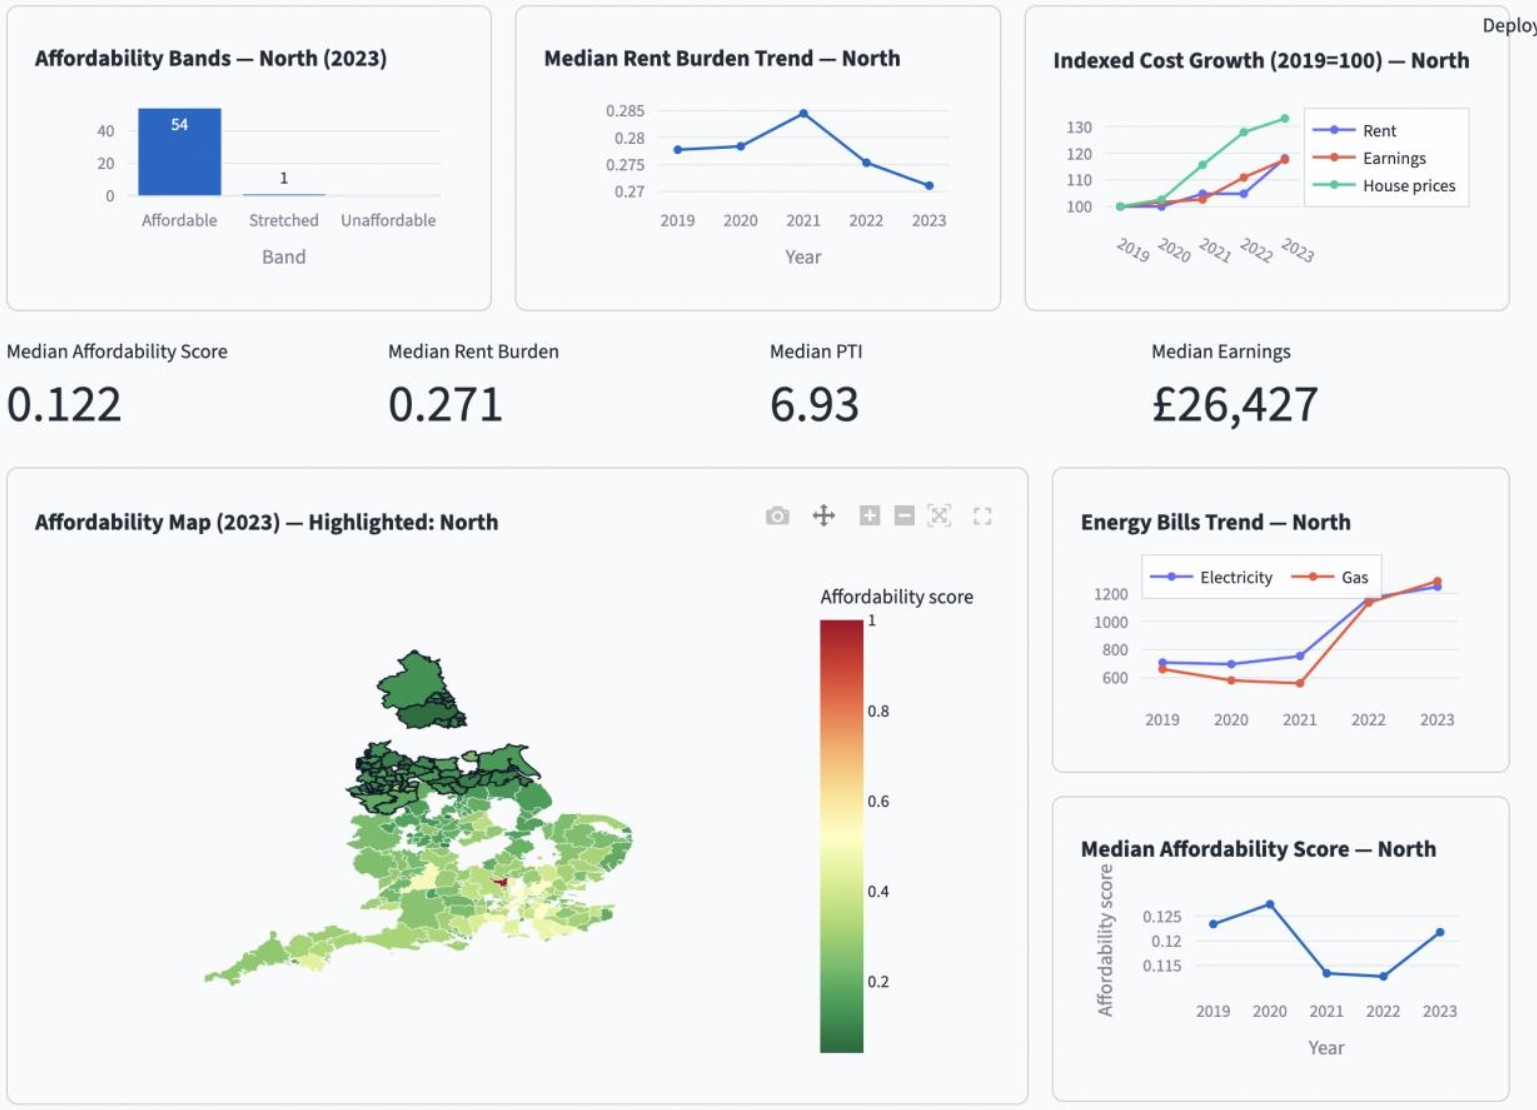 Deploy
Affordability Bands — North (2023)
54
1
40
20
0
Affordable Stretched Unaffordable
Band
Median Rent Burden Trend — North
0.285
0.28
0.275
0.27
2019 2020 2021 2022 2023
Year
Indexed Cost Growth (2019=100) — North
130
120
110
100
2019 2020 2021 2022 2023
Rent
Earnings
House prices
Median Affordability Score
0.122
Median Rent Burden
0.271
Median PTI
6.93
Median Earnings
£26,427
Affordability Map (2023) — Highlighted: North
Affordability score
1
0.8
0.6
0.4
0.2
Energy Bills Trend — North
Electricity Gas
1200
1000
800
600
2019 2020 2021 2022 2023
Median Affordability Score — North
Affordability score
0.125
0.12
0.115
2019 2020 2021 2022 2023
Year